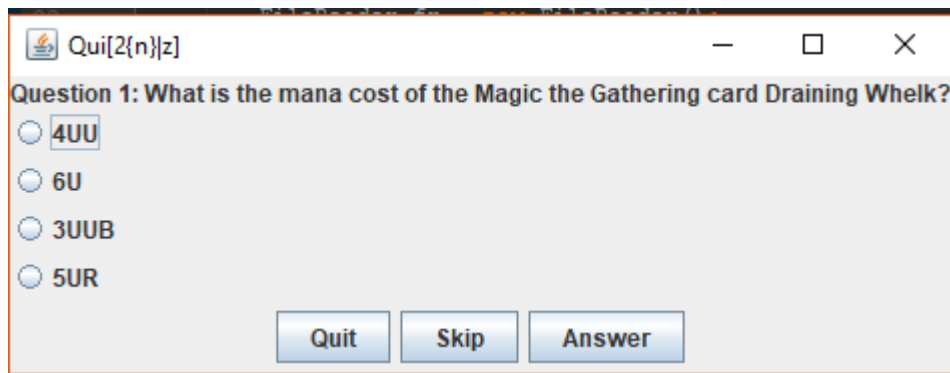 Qui[2{n}|z]
Question 1: What is the mana cost of the Magic the Gathering card Draining Whelk?
4UU
6U
3UUB
5UR
Quit Skip Answer